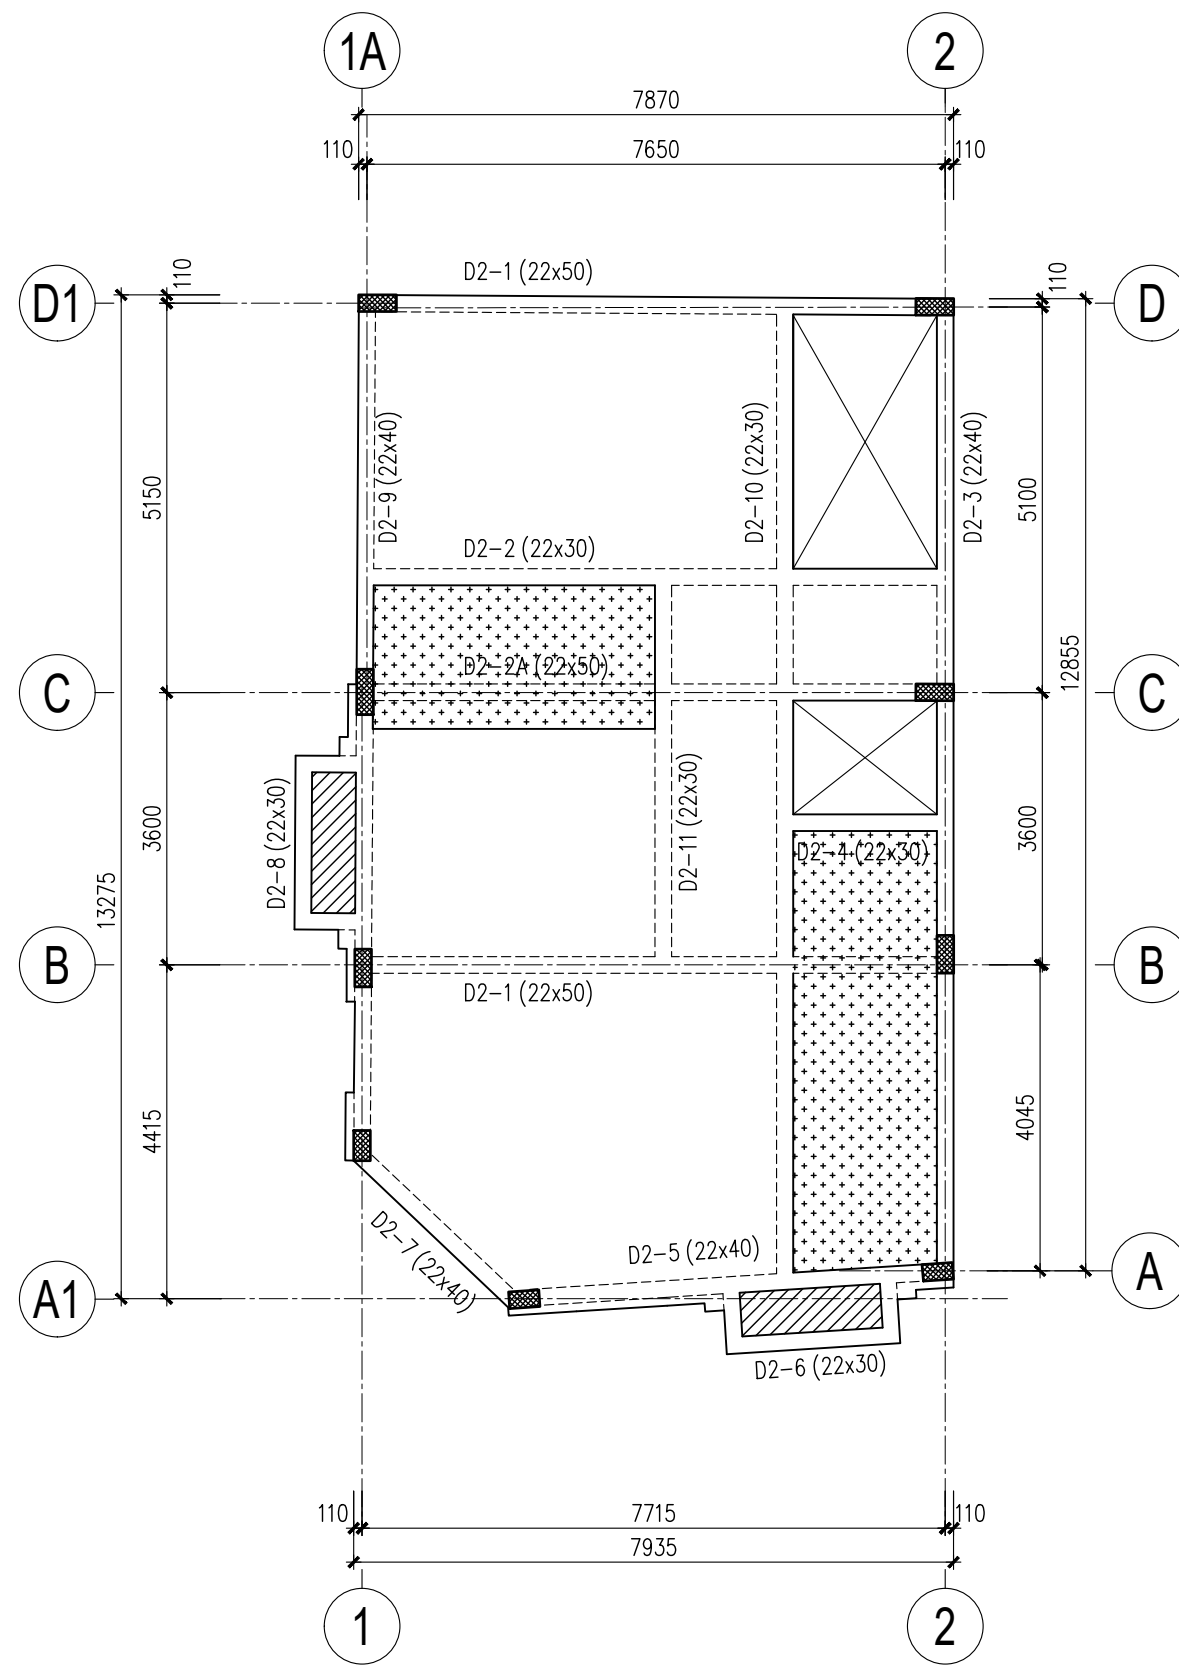 1A
2
7870
110
7650
110
D1
110
D2-1 (22x50)
110
D
D2-9 (22x40)
D2-10 (22x30)
D2-3 (22x40)
5150
5100
D2-2 (22x30)
12855
D2-2A (22x50)
C
C
D2-8 (22x30)
D2-11 (22x30)
3600
3600
D2-4 (22x30)
13275
B
B
D2-1 (22x50)
4415
4045
D2-7 (22x40)
D2-5 (22x40)
A1
A
D2-6 (22x30)
110
7715
110
7935
1
2